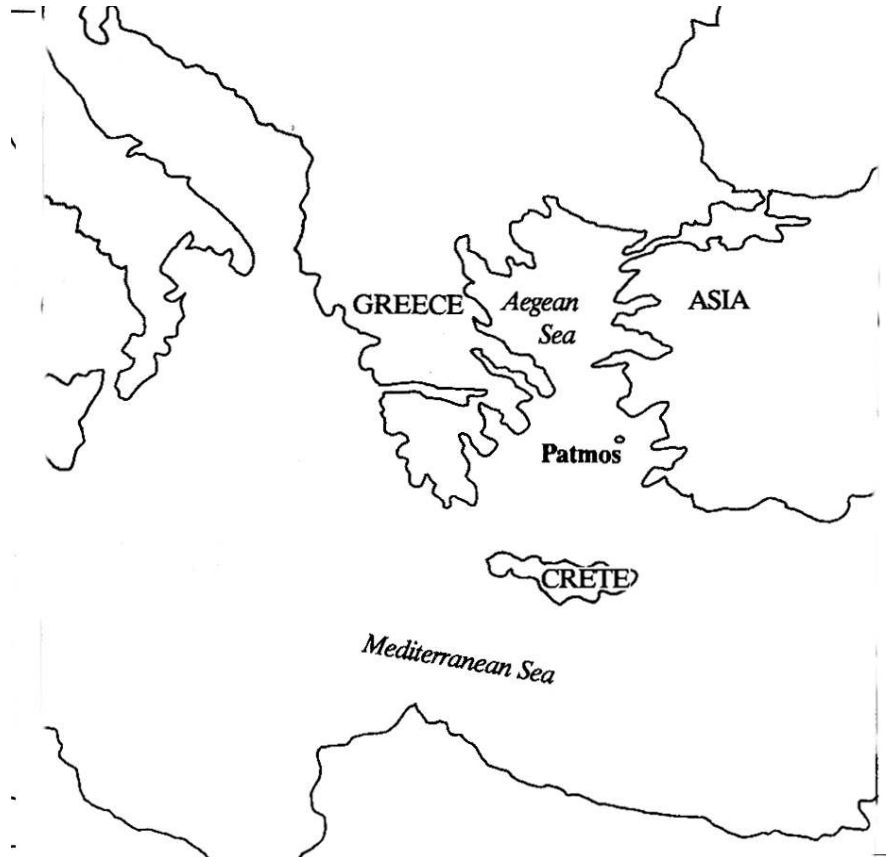 GREECE
Aegean
Sea
ASIA
Patmos
CRETE
Mediterranean Sea